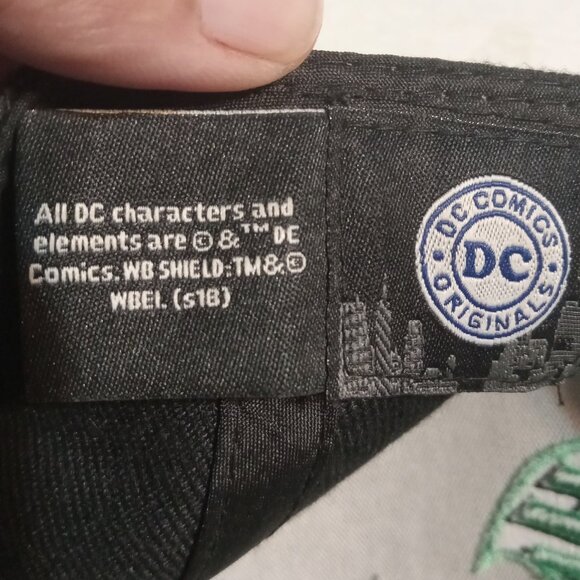 All DC characters and
elements are © &™ DC
Comics. WB SHIELD:TM&©
WBEI. (s18)
DC COMICS
DC
ORIGINALS